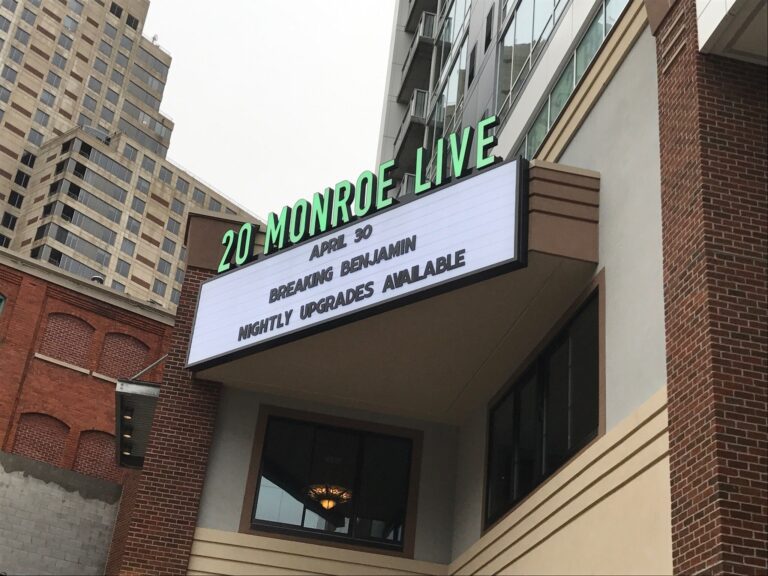 20 MONROE LIVE
APRIL 30
BREAKING BENJAMIN
NIGHTLY UPGRADES AVAILABLE